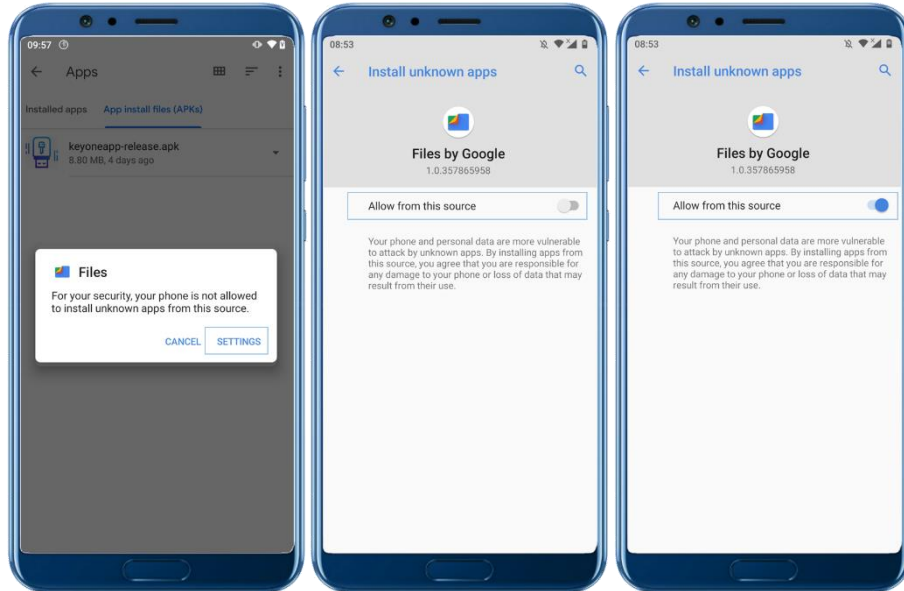 09:57
Apps
Installed apps
App install files (APKs)
keyoneapp-release.apk
8.80 MB, 4 days ago
Files
For your security, your phone is not allowed
to install unknown apps from this source.
CANCEL
SETTINGS
08:53
Install unknown apps
Files by Google
1.0.357865958
Allow from this source
Your phone and personal data are more vulnerable
to attack by unknown apps. By installing apps from
this source, you agree that you are responsible for
any damage to your phone or loss of data that may
result from their use.
08:53
Install unknown apps
Files by Google
1.0.357865958
Allow from this source
Your phone and personal data are more vulnerable
to attack by unknown apps. By installing apps from
this source, you agree that you are responsible for
any damage to your phone or loss of data that may
result from their use.